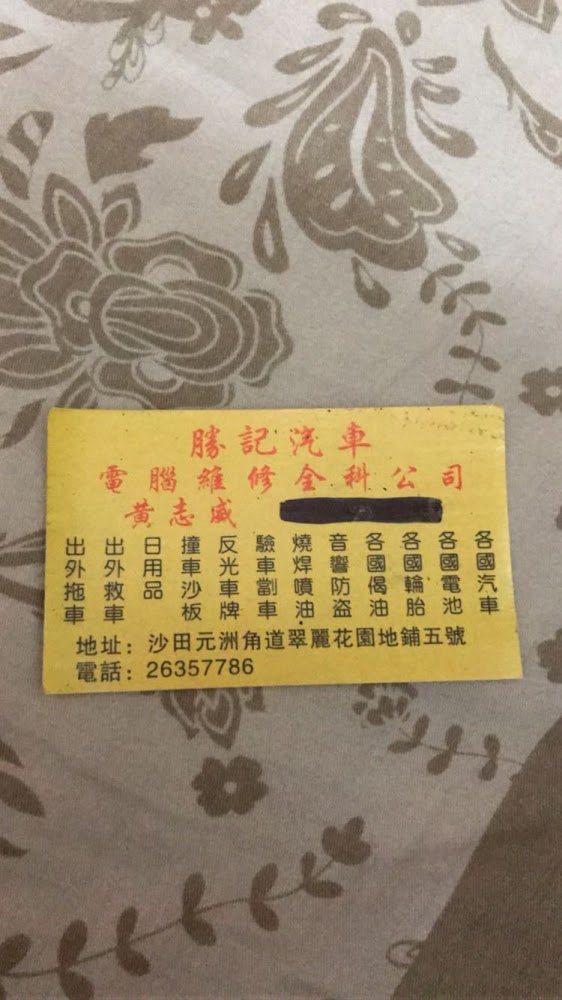 勝記汽車
電腦維修全科公司
黃志威
各國汽車
各國電池
各國輪胎
各國偈油
音響防盜
燒焊噴油
驗車劏車
反光車牌
撞車沙板
日用品
出外救車
出外拖車
地址：沙田元洲角道翠麗花園地鋪五號
電話：26357786